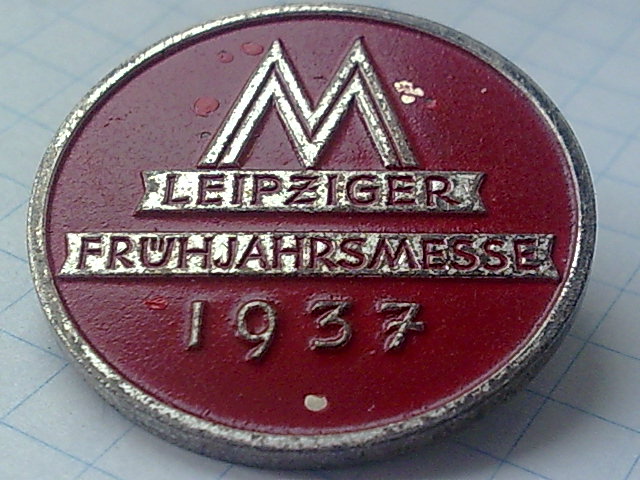 M
LEIPZIGER
FRÜHJAHRSMESSE
1937